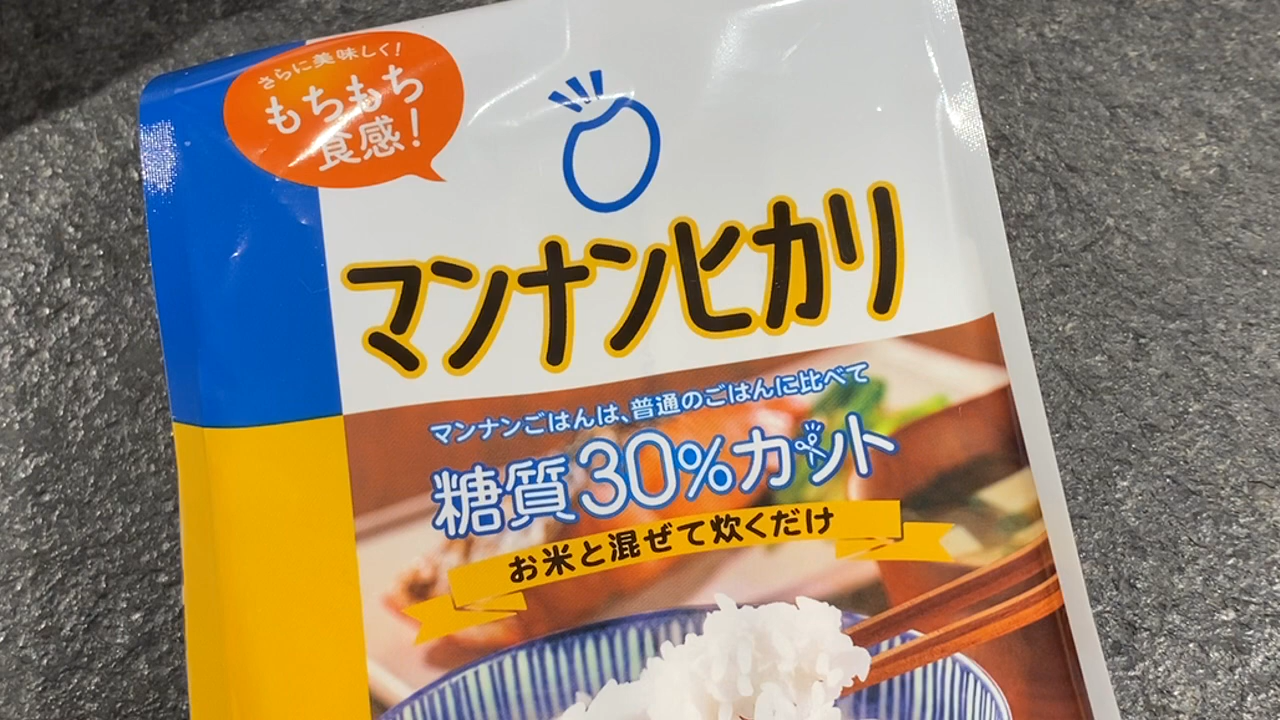 さらに美味しく!
もちもち
食感!
マンナンヒカリ
マンナンごはんは、普通のごはんに比べて
糖質30%カット
お米と混ぜて炊くだけ